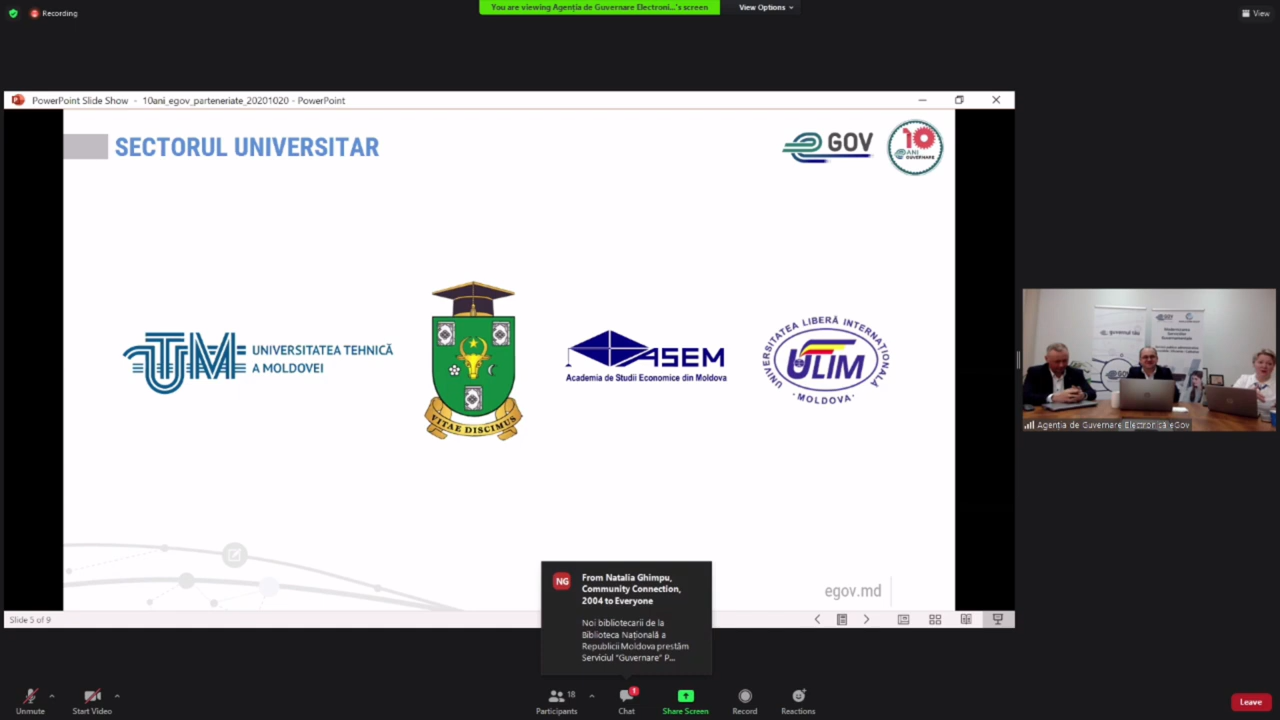 Recording
You are viewing Agenția de Guvernare Electroni...'s screen
View Options
View
PowerPoint Slide Show - 10ani_egov_parteneriate_20201020 - PowerPoint
SECTORUL UNIVERSITAR
GOV
10
ANI
GUVERNARE
UTM
UNIVERSITATEA TEHNICĂ
A MOLDOVEI
VITAE DISCIMUS
ASEM
Academia de Studii Economice din Moldova
UNIVERSITATEA LIBERĂ INTERNAȚIONALĂ
ULIM
·MOLDOVA·
egov.md
Slide 5 of 9
Agenția de Guvernare Electronică eGov
NG
From Natalia Ghimpu,
Community Connection,
2004 to Everyone
Noi bibliotecarii de la
Biblioteca Națională a
Republicii Moldova prestăm
Serviciul "Guvernare" P...
Unmute
Start Video
18
Participants
1
Chat
Share Screen
Record
Reactions
Leave